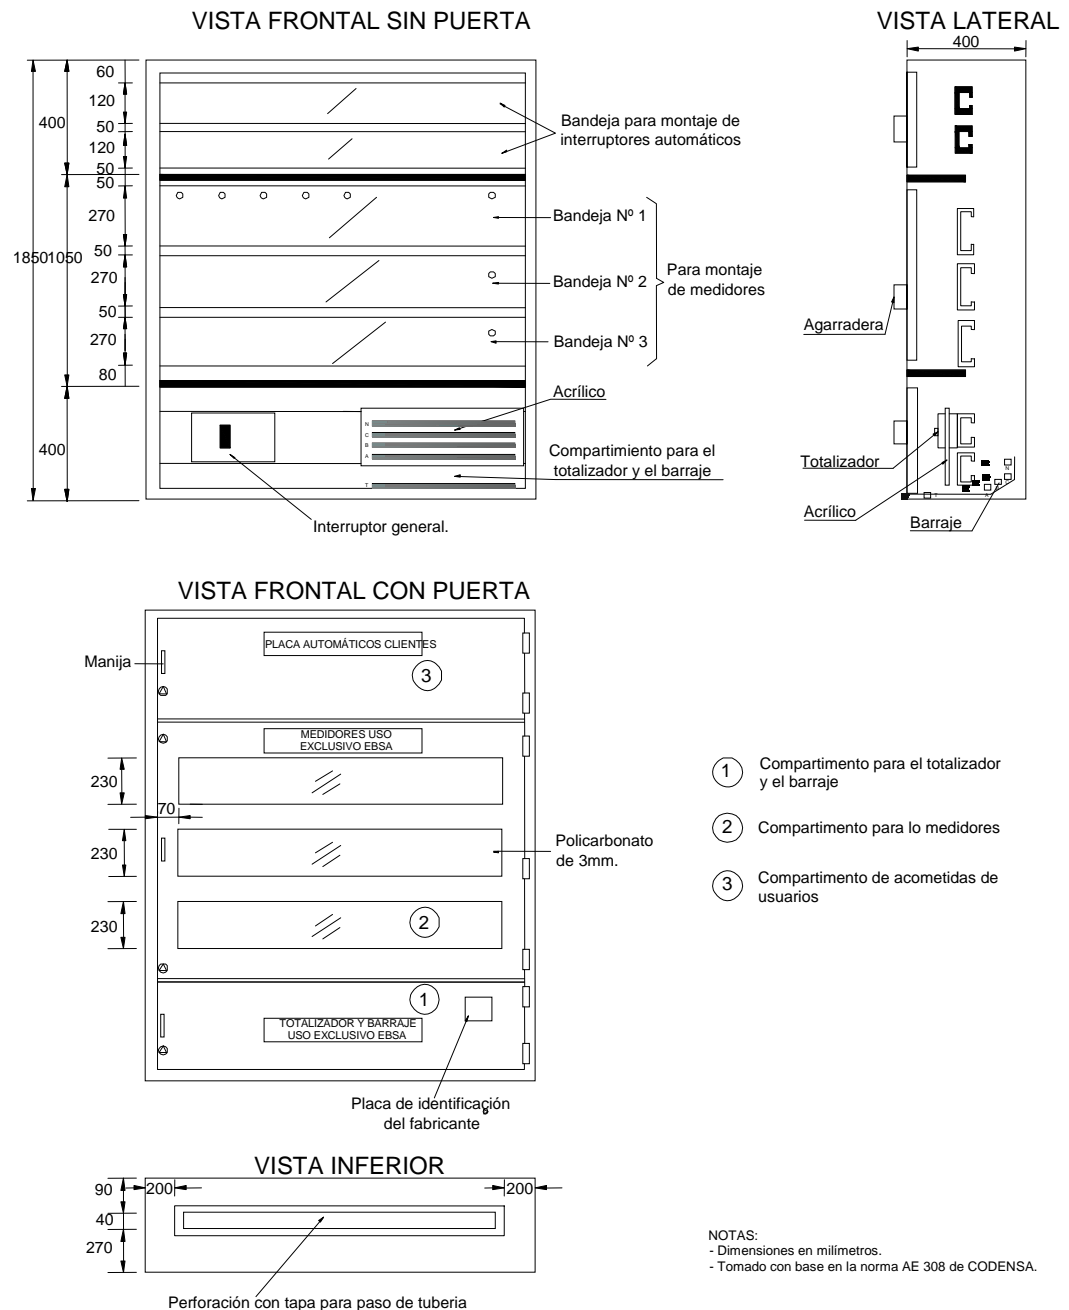 VISTA FRONTAL SIN PUERTA
60
120
50
120
50
50
270
50
270
50
270
80
400
1850
1050
400
Bandeja para montaje de
interruptores automáticos
Bandeja Nº 1
Bandeja Nº 2
Bandeja Nº 3
Para montaje
de medidores
Acrílico
N
C
B
A
T
Compartimiento para el
totalizador y el barraje
Interruptor general.
VISTA LATERAL
400
Agarradera
Totalizador
Acrílico
Barraje
T
A
VISTA FRONTAL CON PUERTA
PLACA AUTOMÁTICOS CLIENTES
3
Manija
MEDIDORES USO
EXCLUSIVO EBSA
230
70
230
230
Policarbonato
de 3mm.
2
1
TOTALIZADOR Y BARRAJE
USO EXCLUSIVO EBSA
Placa de identificación
del fabricante
1 Compartimento para el totalizador
y el barraje
2 Compartimento para lo medidores
3 Compartimento de acometidas de
usuarios
VISTA INFERIOR
90
40
270
200
200
Perforación con tapa para paso de tuberia
NOTAS:
- Dimensiones en milímetros.
- Tomado con base en la norma AE 308 de CODENSA.